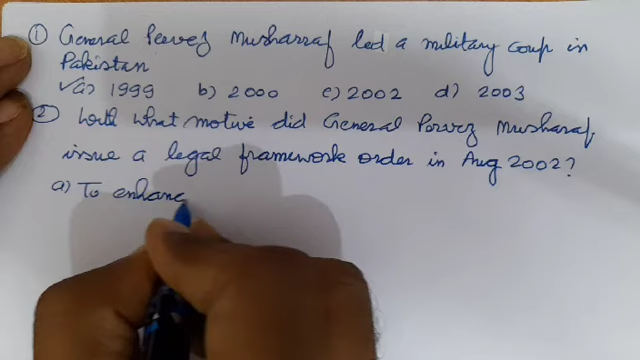 ① General Pervez Musharraf led a military coup in
Pakistan
✓a) 1999 b) 2000 c) 2002 d) 2003
② With what motive did General Pervez Musharaf
issue a legal framework order in Aug 2002?
a) To enhanc